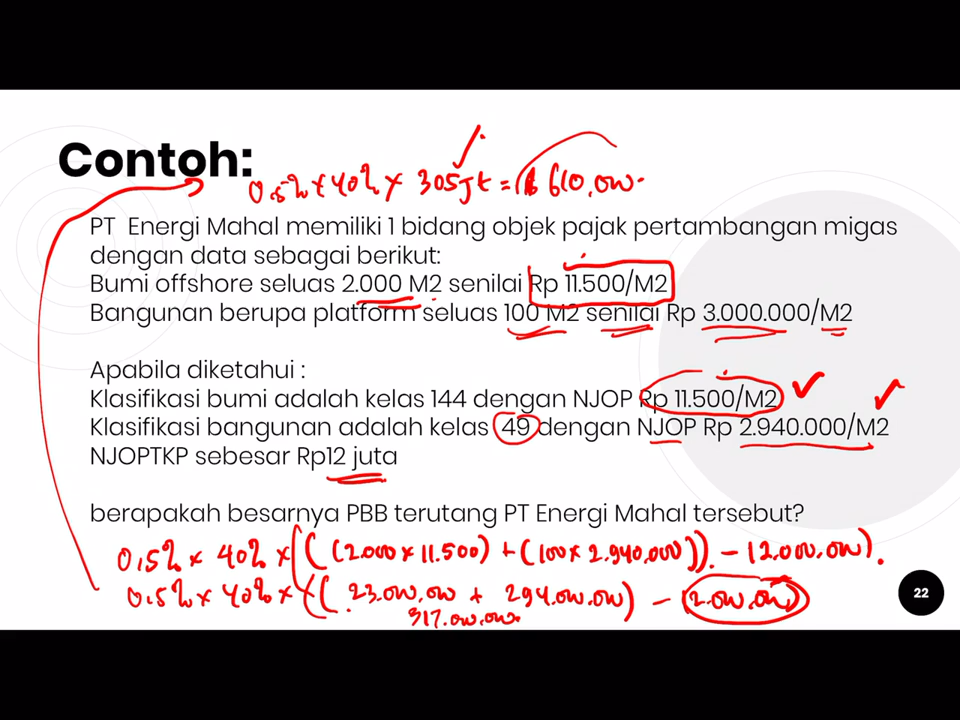 Contoh:
0.5% × 40% × 305jt = 610.000.
PT Energi Mahal memiliki 1 bidang objek pajak pertambangan migas
dengan data sebagai berikut:
Bumi offshore seluas 2.000 M2 senilai Rp 11.500/M2
Bangunan berupa platform seluas 100 M2 senilai Rp 3.000.000/M2
Apabila diketahui :
Klasifikasi bumi adalah kelas 144 dengan NJOP Rp 11.500/M2
Klasifikasi bangunan adalah kelas 49 dengan NJOP Rp 2.940.000/M2
NJOPTKP sebesar Rp12 juta
berapakah besarnya PBB terutang PT Energi Mahal tersebut?
0.5% × 40% × (((2.000 × 11.500) + (100 × 2.940.000)) - 12.000.000).
0.5% × 40% × ((23.000.000 + 294.000.000) - 12.000.000)
317.000.000
22